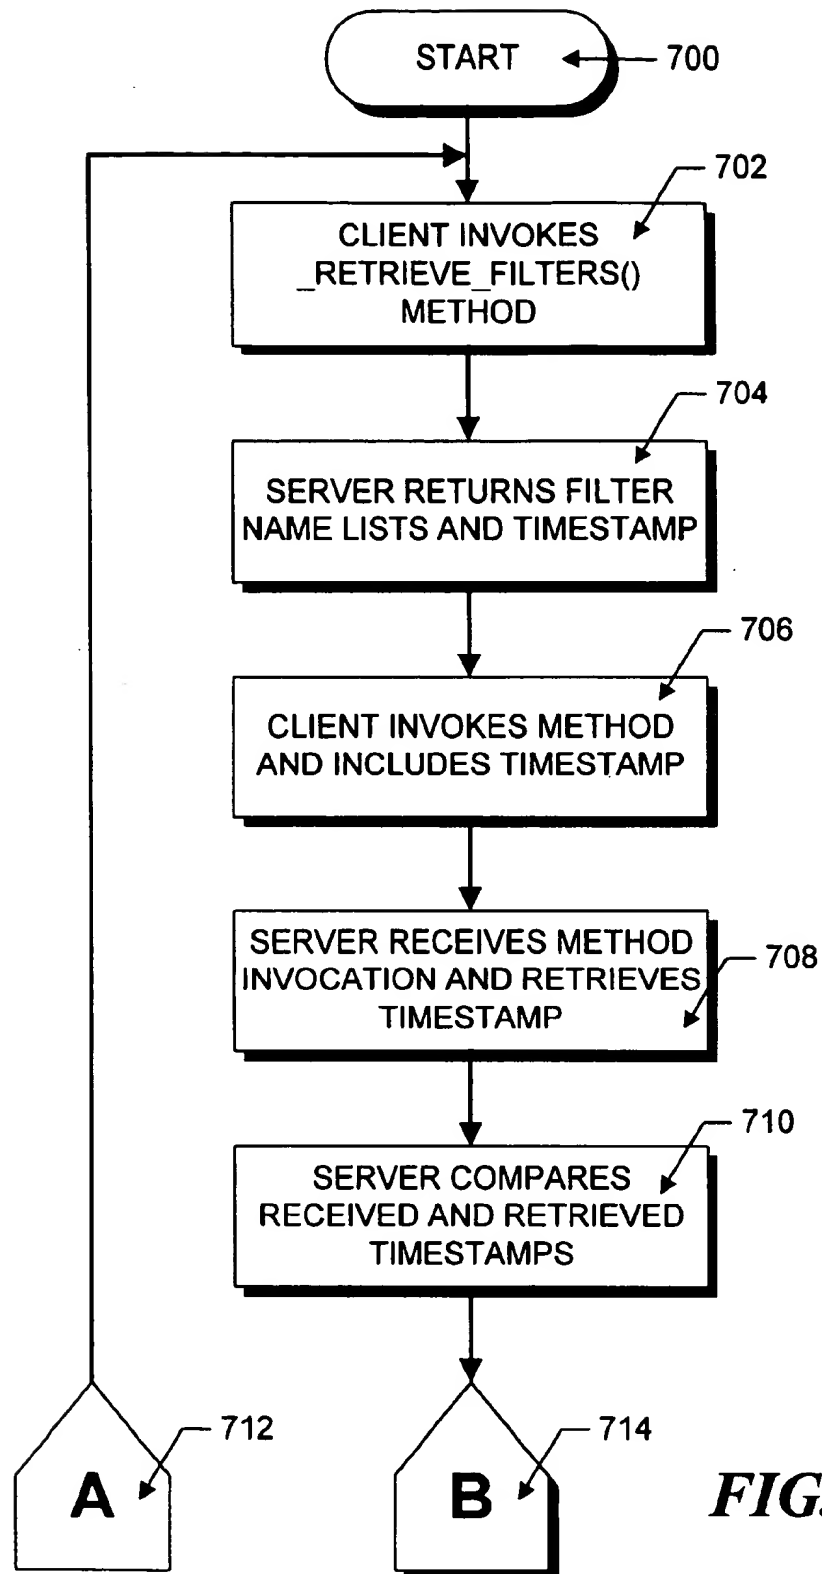 START
700
702
CLIENT INVOKES
_RETRIEVE_FILTERS()
METHOD
704
SERVER RETURNS FILTER
NAME LISTS AND TIMESTAMP
706
CLIENT INVOKES METHOD
AND INCLUDES TIMESTAMP
SERVER RECEIVES METHOD
INVOCATION AND RETRIEVES
TIMESTAMP
708
710
SERVER COMPARES
RECEIVED AND RETRIEVED
TIMESTAMPS
712
714
A
B
FIG.